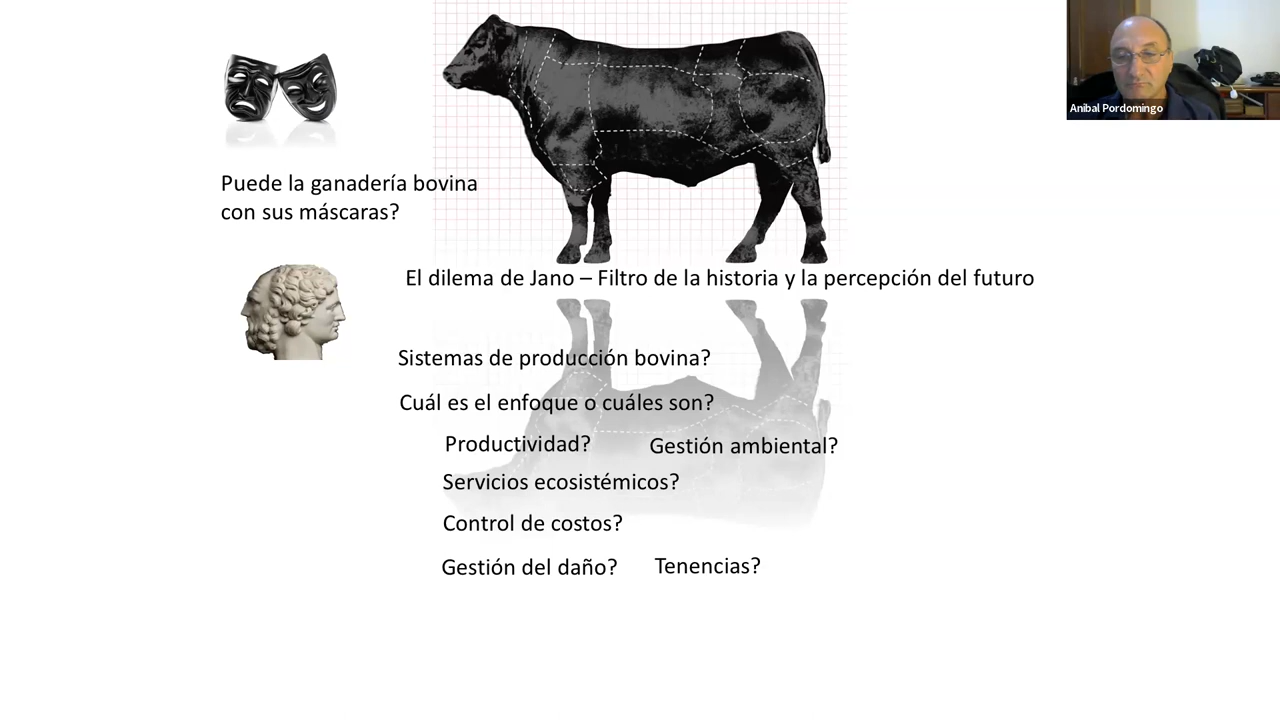 Anibal Pordomingo
Puede la ganadería bovina
con sus máscaras?
El dilema de Jano – Filtro de la historia y la percepción del futuro
Sistemas de producción bovina?
Cuál es el enfoque o cuáles son?
Productividad?
Gestión ambiental?
Servicios ecosistémicos?
Control de costos?
Gestión del daño?
Tenencias?